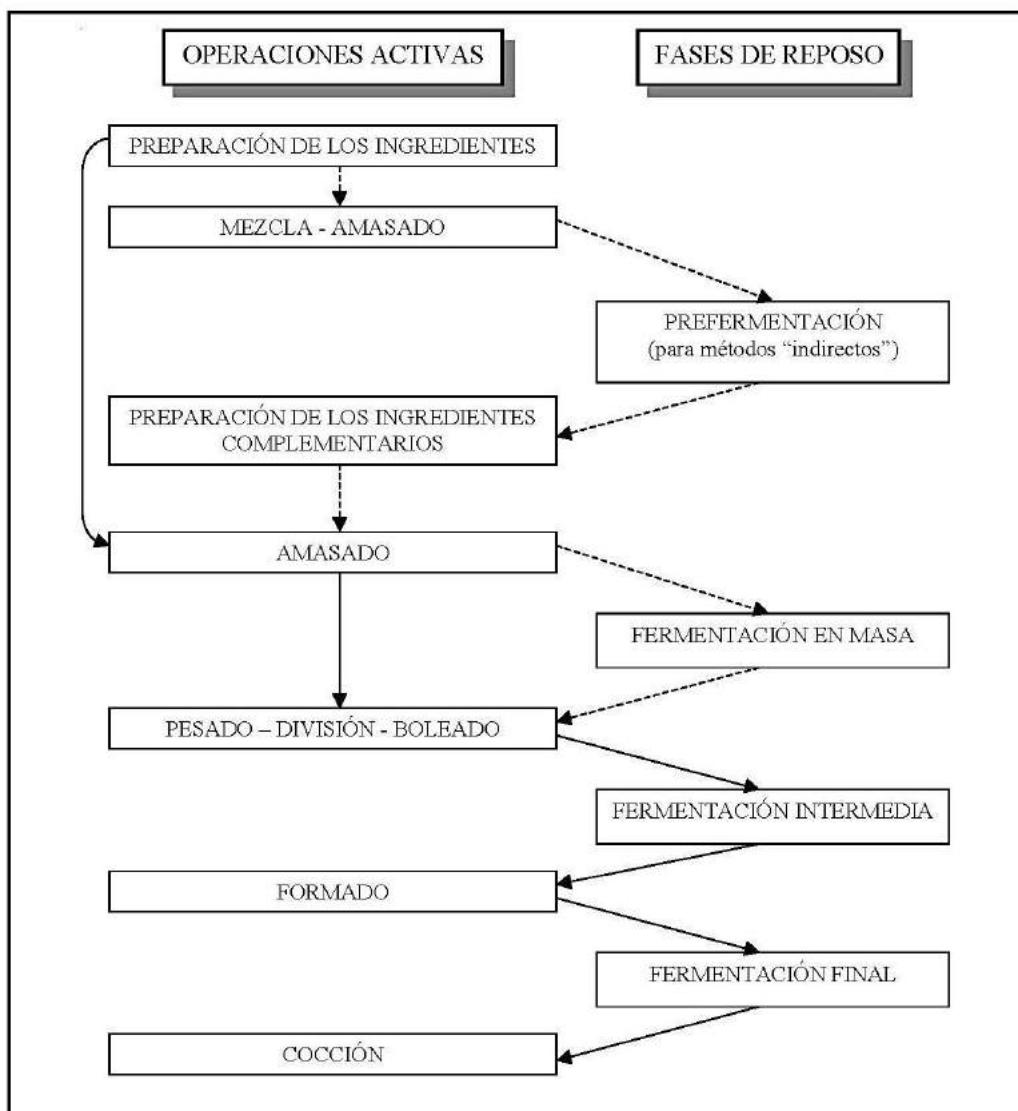 OPERACIONES ACTIVAS
FASES DE REPOSO
PREPARACIÓN DE LOS INGREDIENTES
MEZCLA - AMASADO
PREFERMENTACIÓN
(para métodos “indirectos”)
PREPARACIÓN DE LOS INGREDIENTES
COMPLEMENTARIOS
AMASADO
FERMENTACIÓN EN MASA
PESADO – DIVISIÓN - BOLEADO
FERMENTACIÓN INTERMEDIA
FORMADO
FERMENTACIÓN FINAL
COCCIÓN